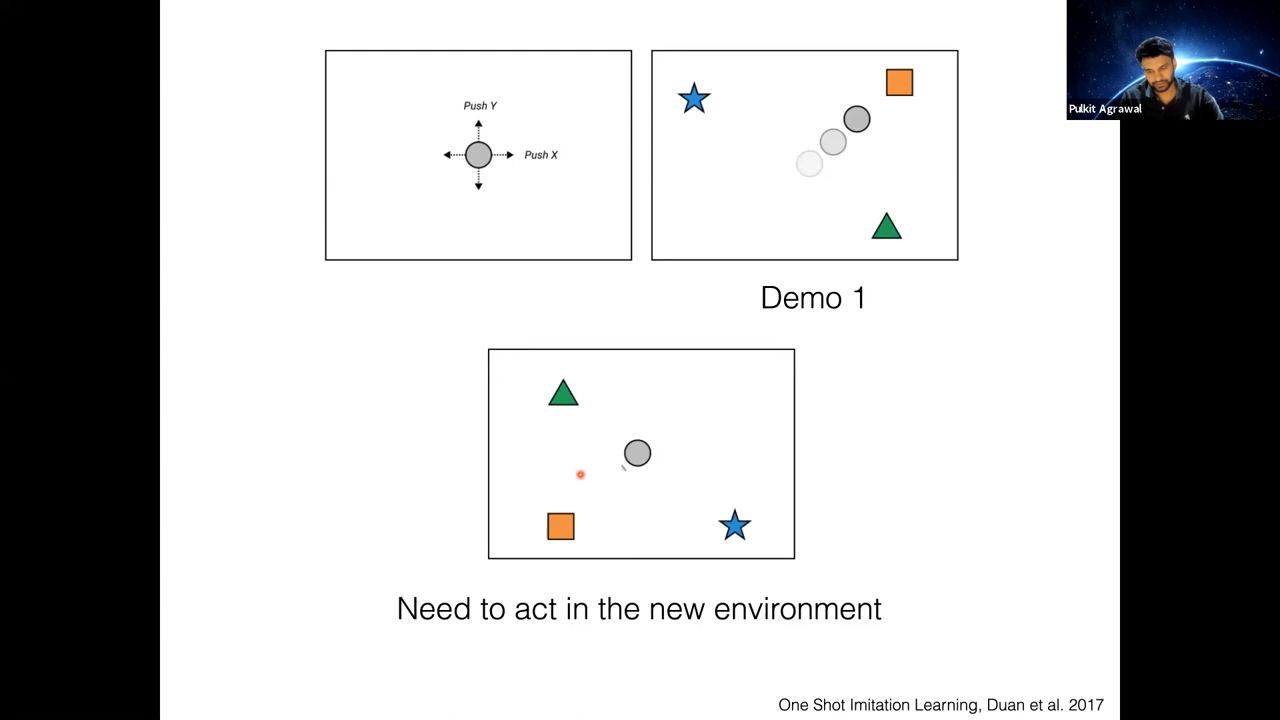 Push Y
Push X
Pulkit Agrawal
Demo 1
Need to act in the new environment
One Shot Imitation Learning, Duan et al. 2017